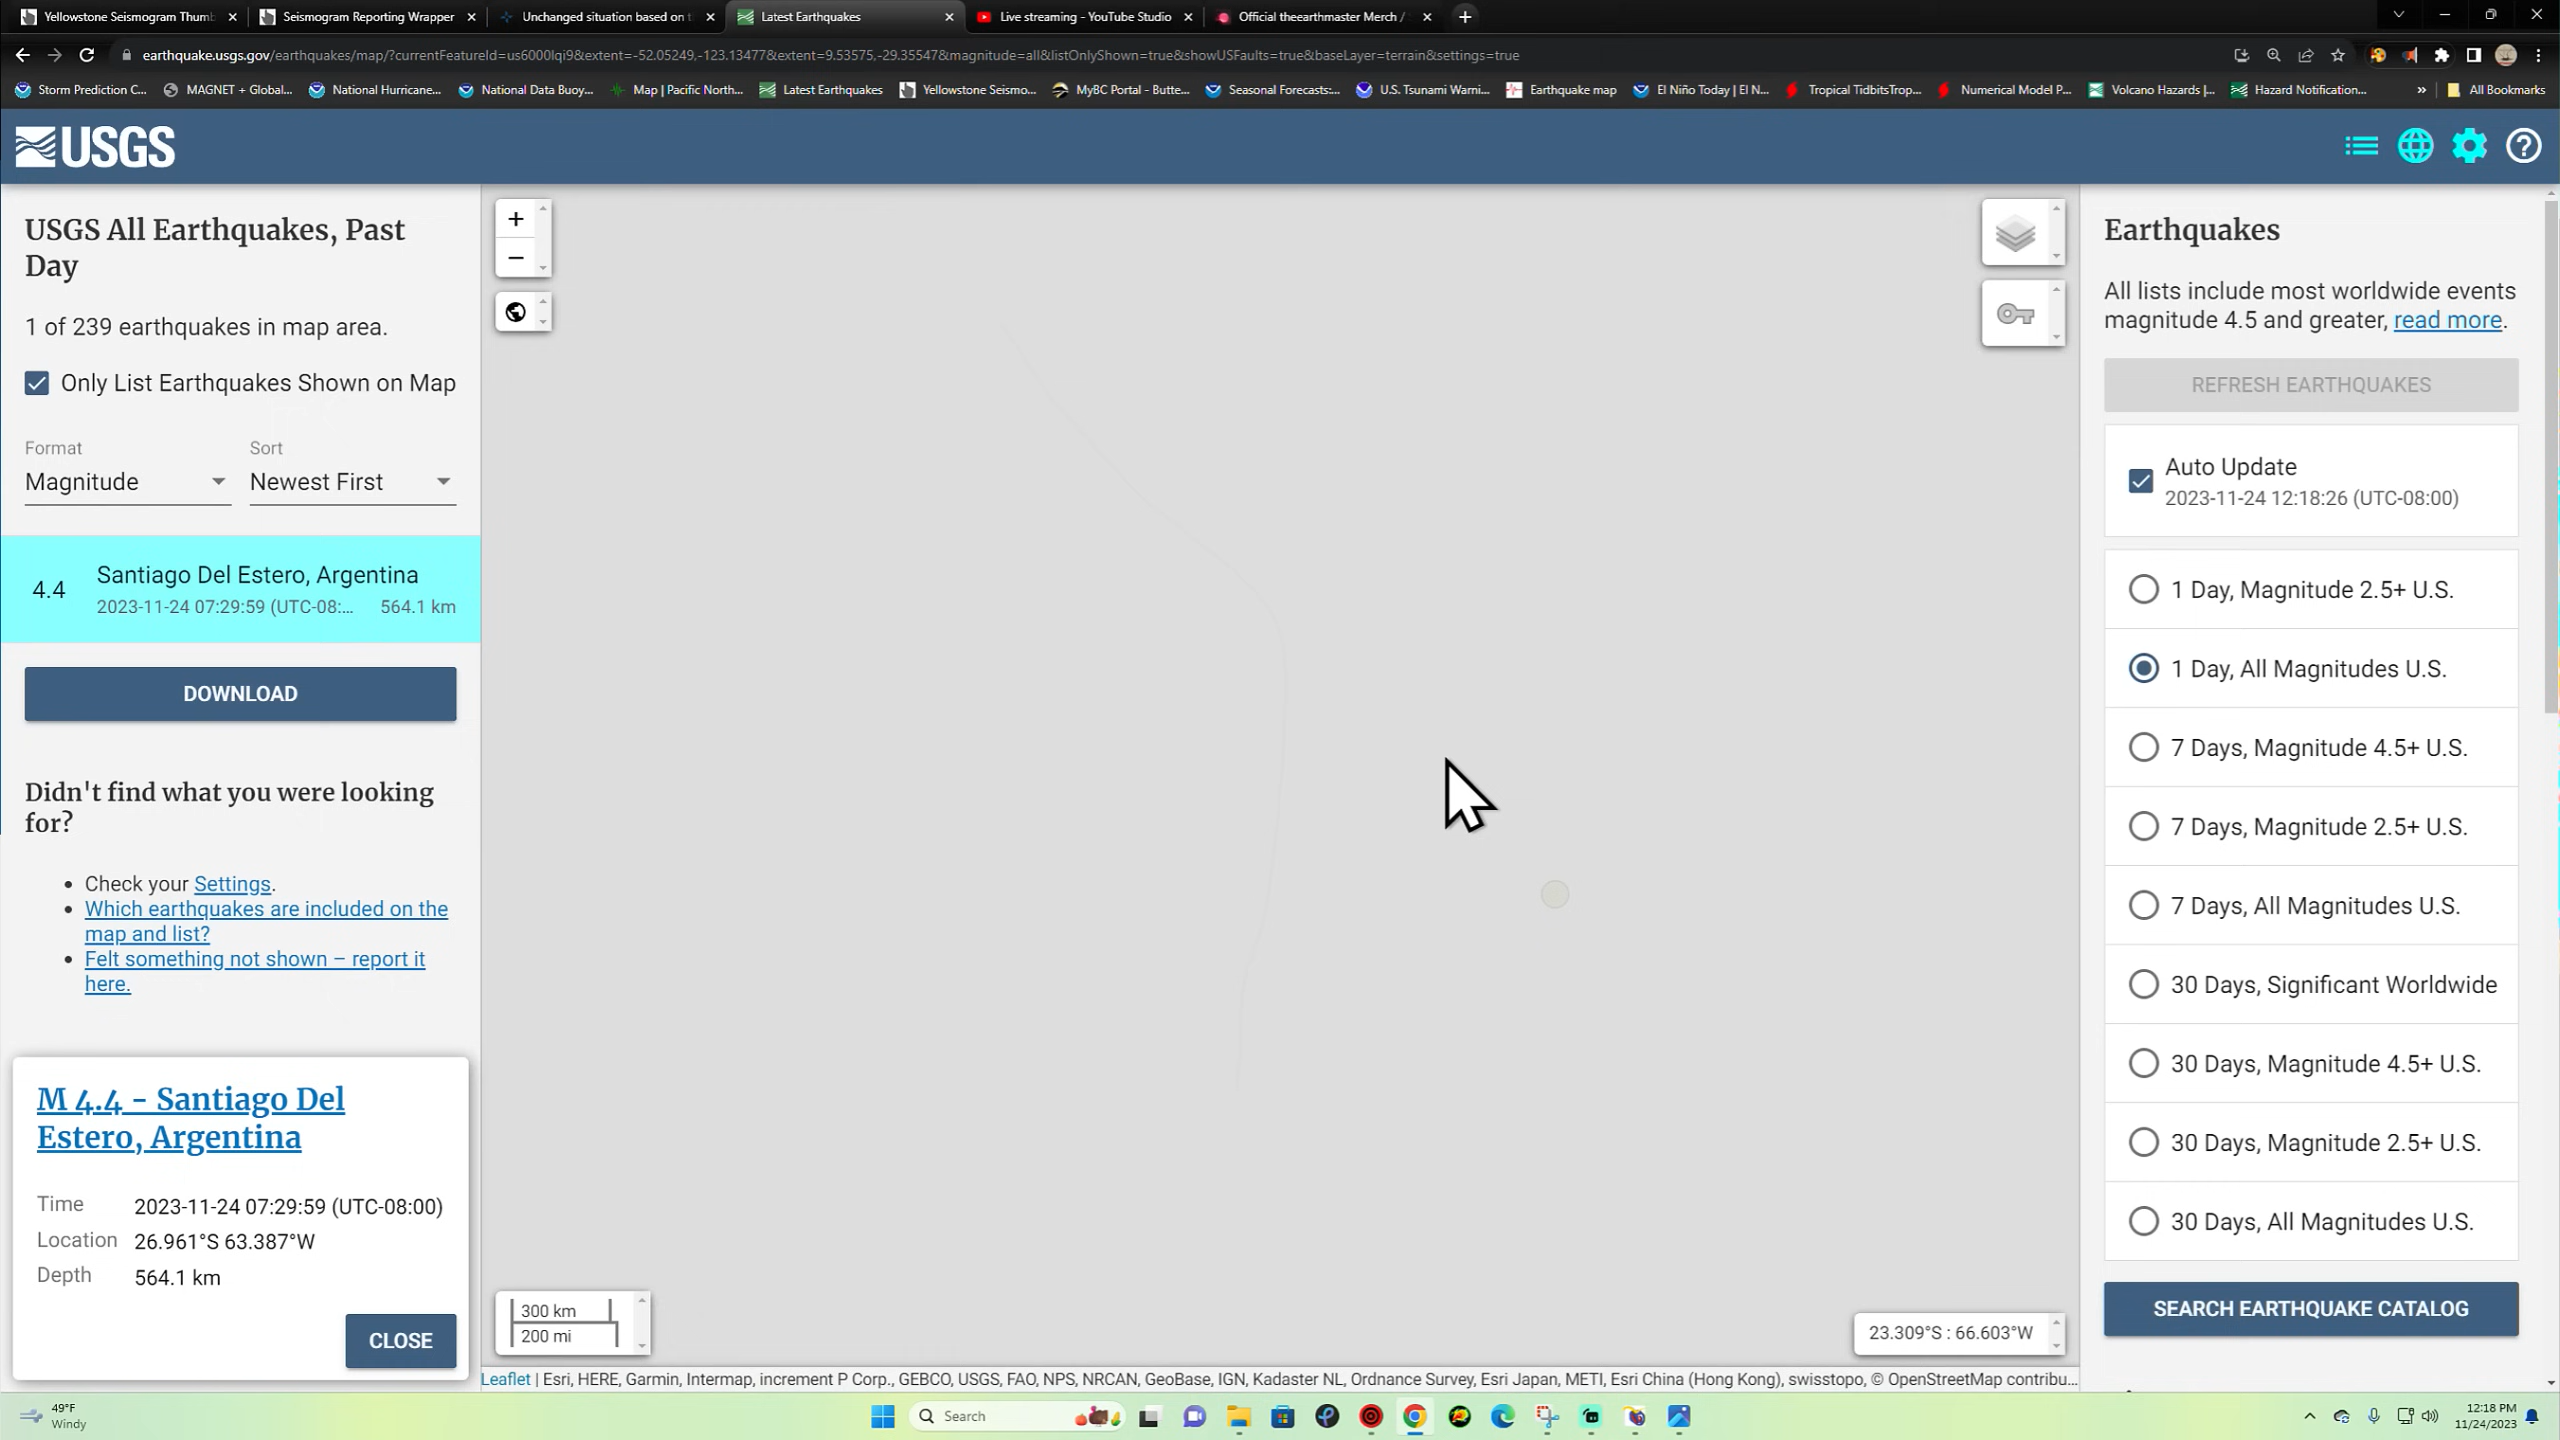 Yellowstone Seismogram Thumb
Seismogram Reporting Wrapper
Unchanged situation based on t
Latest Earthquakes
Live streaming - YouTube Studio
Official theearthmaster Merch /
earthquake.usgs.gov/earthquakes/map/?currentFeatureId=us6000lqi9&extent=-52.05249,-123.13477&extent=9.53575,-29.35547&magnitude=all&listOnlyShown=true&showUSFaults=true&baseLayer=terrain&settings=true
Storm Prediction C...
MAGNET + Global...
National Hurricane...
National Data Buoy...
Map | Pacific North...
Latest Earthquakes
Yellowstone Seismo...
MyBC Portal - Butte...
Seasonal Forecasts:...
U.S. Tsunami Warni...
Earthquake map
El Niño Today | El N...
Tropical TidbitsTrop...
Numerical Model P...
Volcano Hazards |...
Hazard Notification...
»
All Bookmarks
USGS
USGS All Earthquakes, Past
Day
1 of 239 earthquakes in map area.
Only List Earthquakes Shown on Map
Format
Sort
Magnitude
Newest First
4.4
Santiago Del Estero, Argentina
2023-11-24 07:29:59 (UTC-08:...
564.1 km
DOWNLOAD
Didn't find what you were looking
for?
• Check your Settings.
• Which earthquakes are included on the
map and list?
• Felt something not shown – report it
here.
M 4.4 - Santiago Del
Estero, Argentina
Time 2023-11-24 07:29:59 (UTC-08:00)
Location 26.961°S 63.387°W
Depth 564.1 km
CLOSE
+
−
300 km
200 mi
23.309°S : 66.603°W
Leaflet | Esri, HERE, Garmin, Intermap, increment P Corp., GEBCO, USGS, FAO, NPS, NRCAN, GeoBase, IGN, Kadaster NL, Ordnance Survey, Esri Japan, METI, Esri China (Hong Kong), swisstopo, © OpenStreetMap contribu...
Earthquakes
All lists include most worldwide events
magnitude 4.5 and greater, read more.
REFRESH EARTHQUAKES
Auto Update
2023-11-24 12:18:26 (UTC-08:00)
1 Day, Magnitude 2.5+ U.S.
1 Day, All Magnitudes U.S.
7 Days, Magnitude 4.5+ U.S.
7 Days, Magnitude 2.5+ U.S.
7 Days, All Magnitudes U.S.
30 Days, Significant Worldwide
30 Days, Magnitude 4.5+ U.S.
30 Days, Magnitude 2.5+ U.S.
30 Days, All Magnitudes U.S.
SEARCH EARTHQUAKE CATALOG
49°F
Windy
Search
12:18 PM
11/24/2023